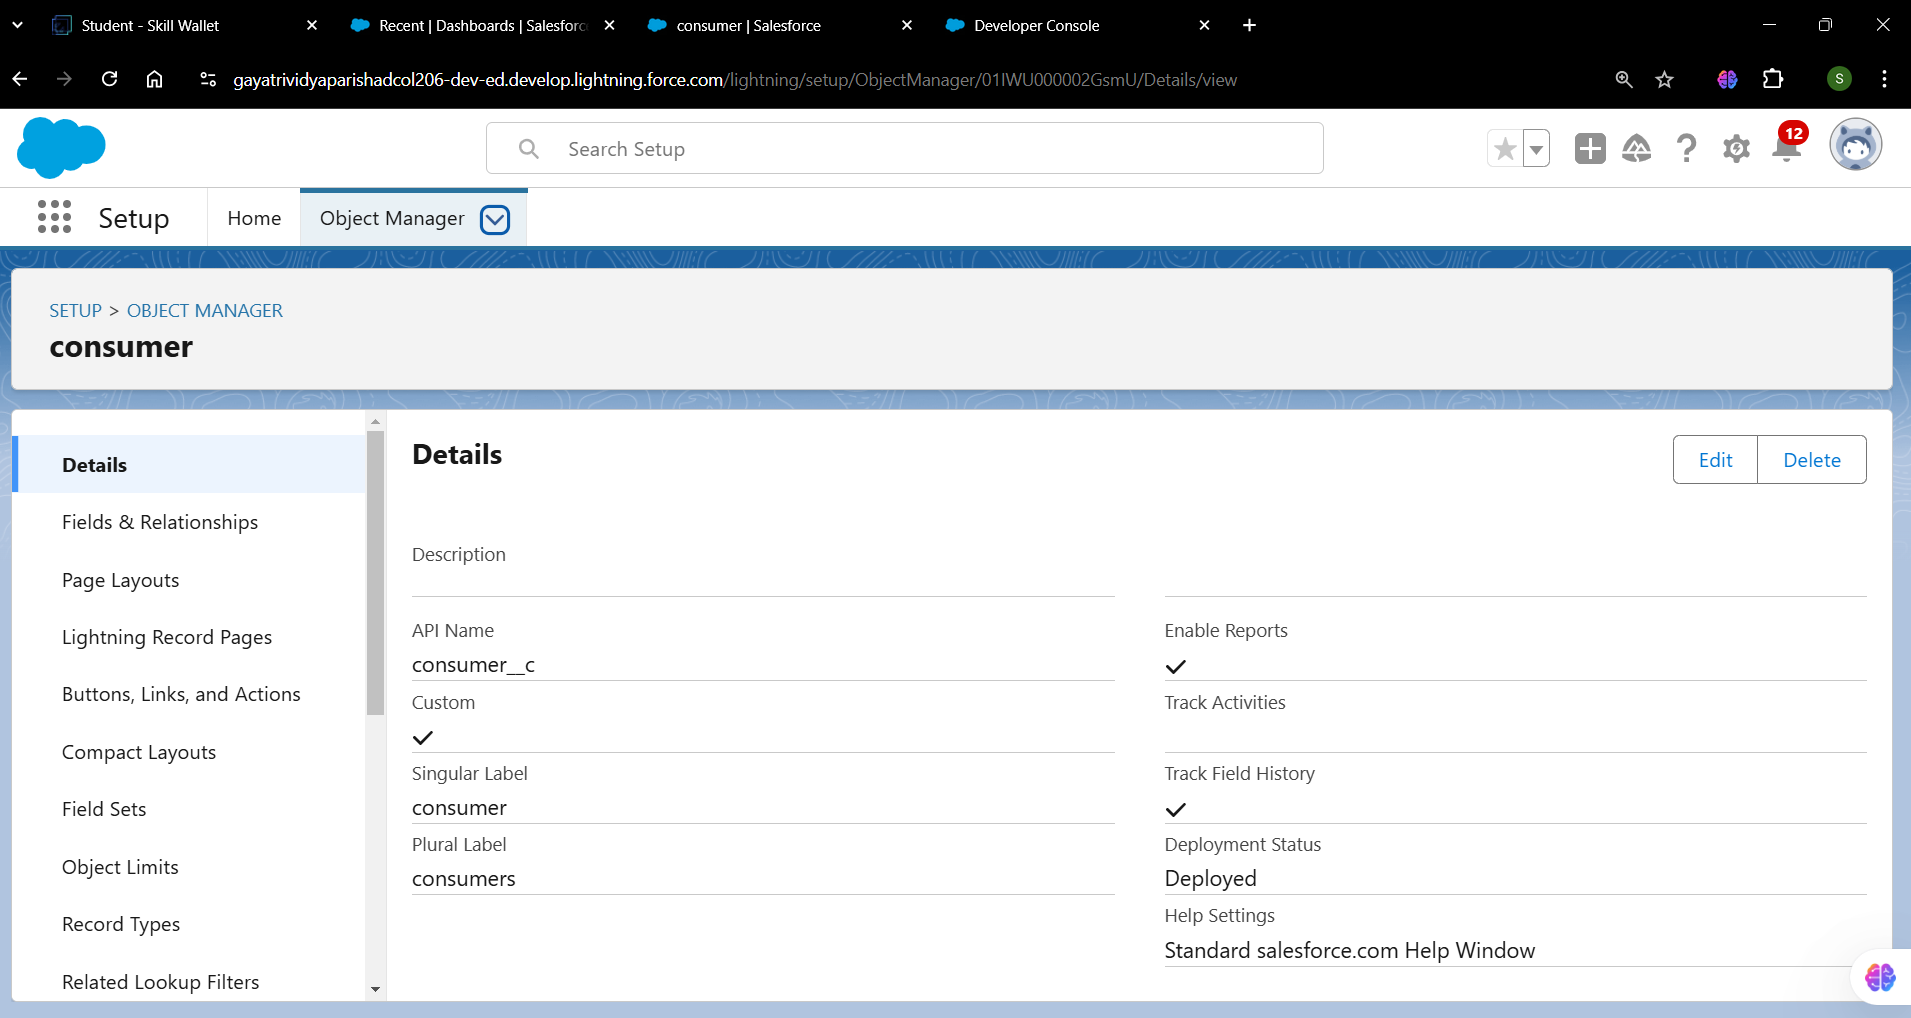 Student - Skill Wallet
Recent | Dashboards | Salesforc
consumer | Salesforce
Developer Console
gayatrividyaparishadcol206-dev-ed.develop.lightning.force.com/lightning/setup/ObjectManager/01IWU000002GsmU/Details/view
S
Search Setup
12
Setup
Home
Object Manager
SETUP > OBJECT MANAGER
consumer
Details
Fields & Relationships
Page Layouts
Lightning Record Pages
Buttons, Links, and Actions
Compact Layouts
Field Sets
Object Limits
Record Types
Related Lookup Filters
Details
Edit
Delete
Description
API Name
consumer__c
Custom
Singular Label
consumer
Plural Label
consumers
Enable Reports
Track Activities
Track Field History
Deployment Status
Deployed
Help Settings
Standard salesforce.com Help Window